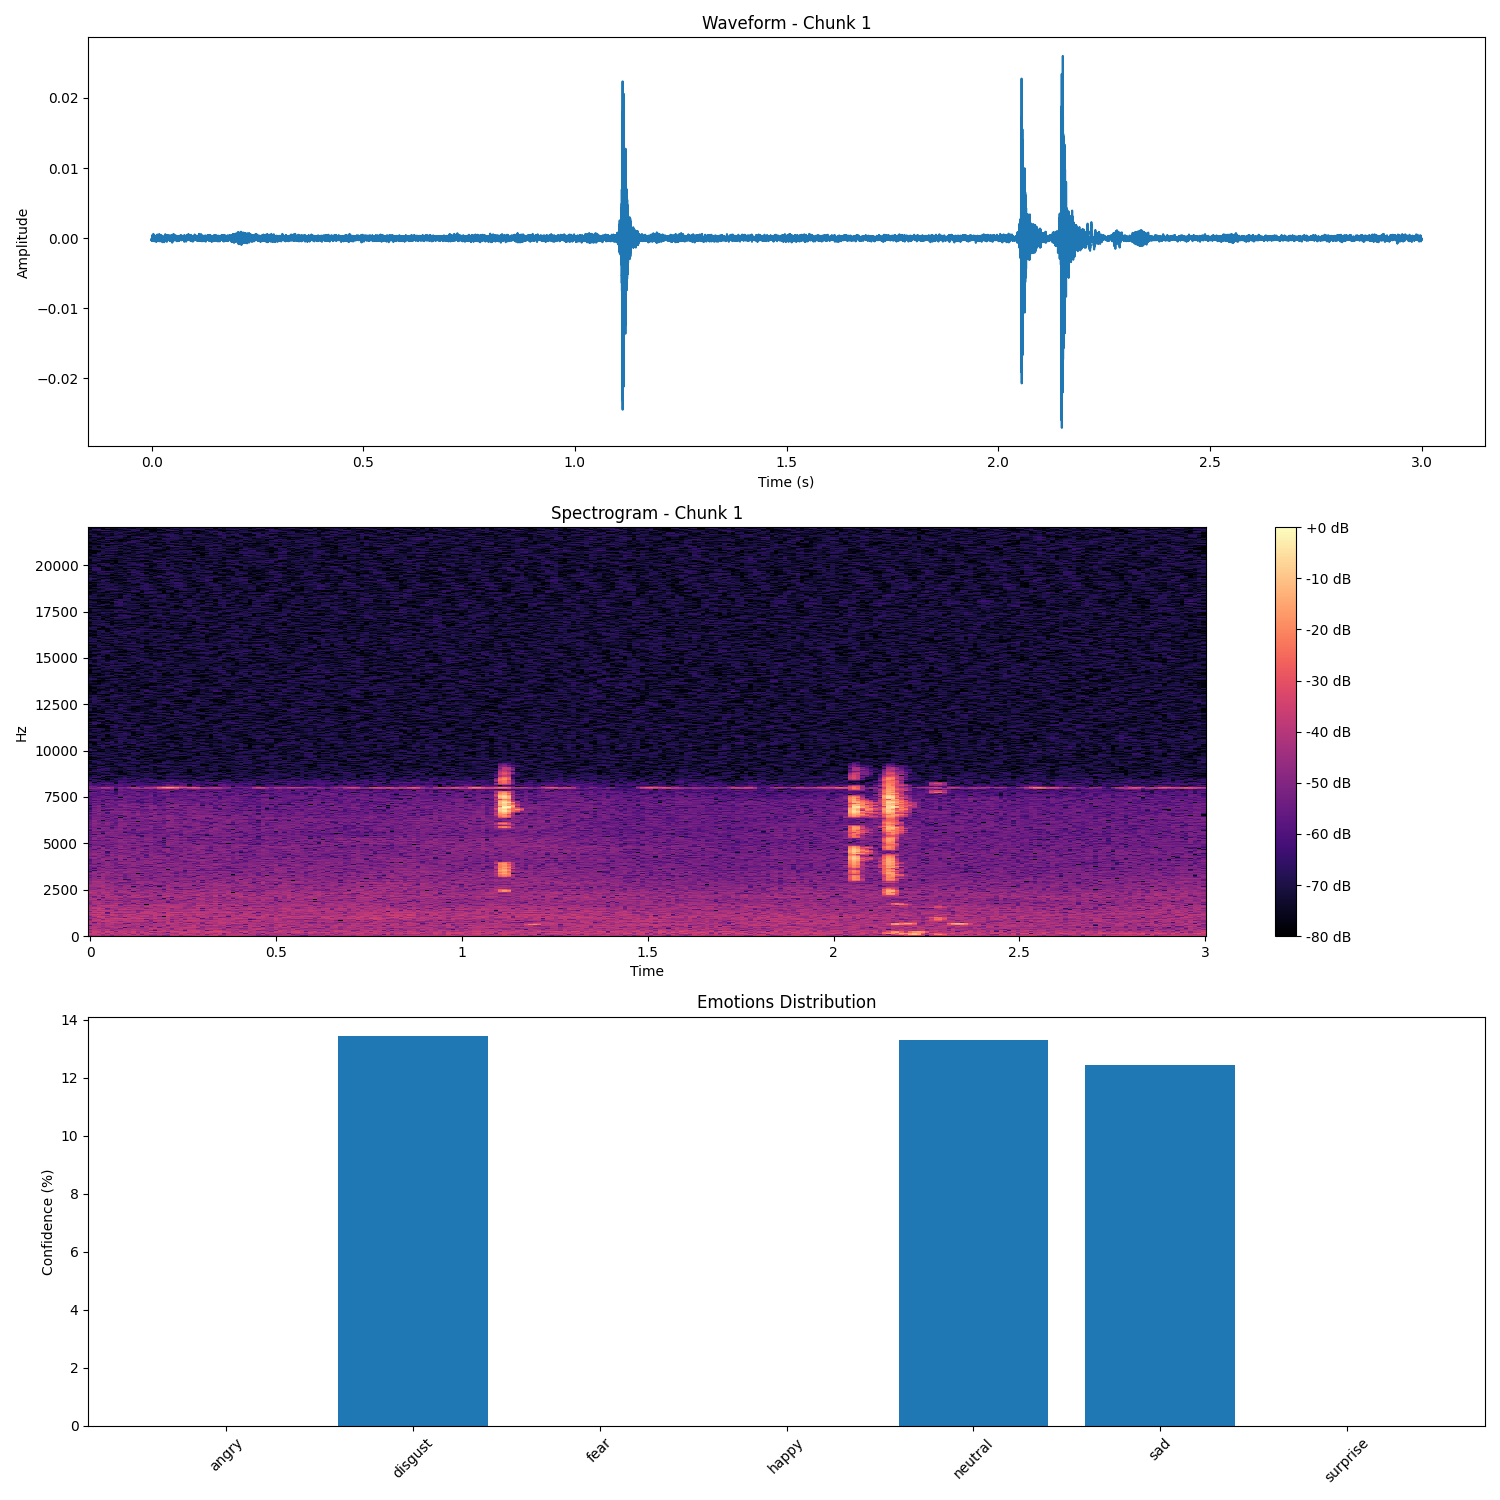 Waveform - Chunk 1
0.02
0.01
0.00
−0.01
−0.02
Amplitude
0.0 0.5 1.0 1.5 2.0 2.5 3.0
Time (s)
Spectrogram - Chunk 1
20000
17500
15000
12500
10000
7500
5000
2500
0
Hz
0 0.5 1 1.5 2 2.5 3
Time
+0 dB
-10 dB
-20 dB
-30 dB
-40 dB
-50 dB
-60 dB
-70 dB
-80 dB
Emotions Distribution
14
12
10
8
6
4
2
0
Confidence (%)
angry disgust fear happy neutral sad surprise